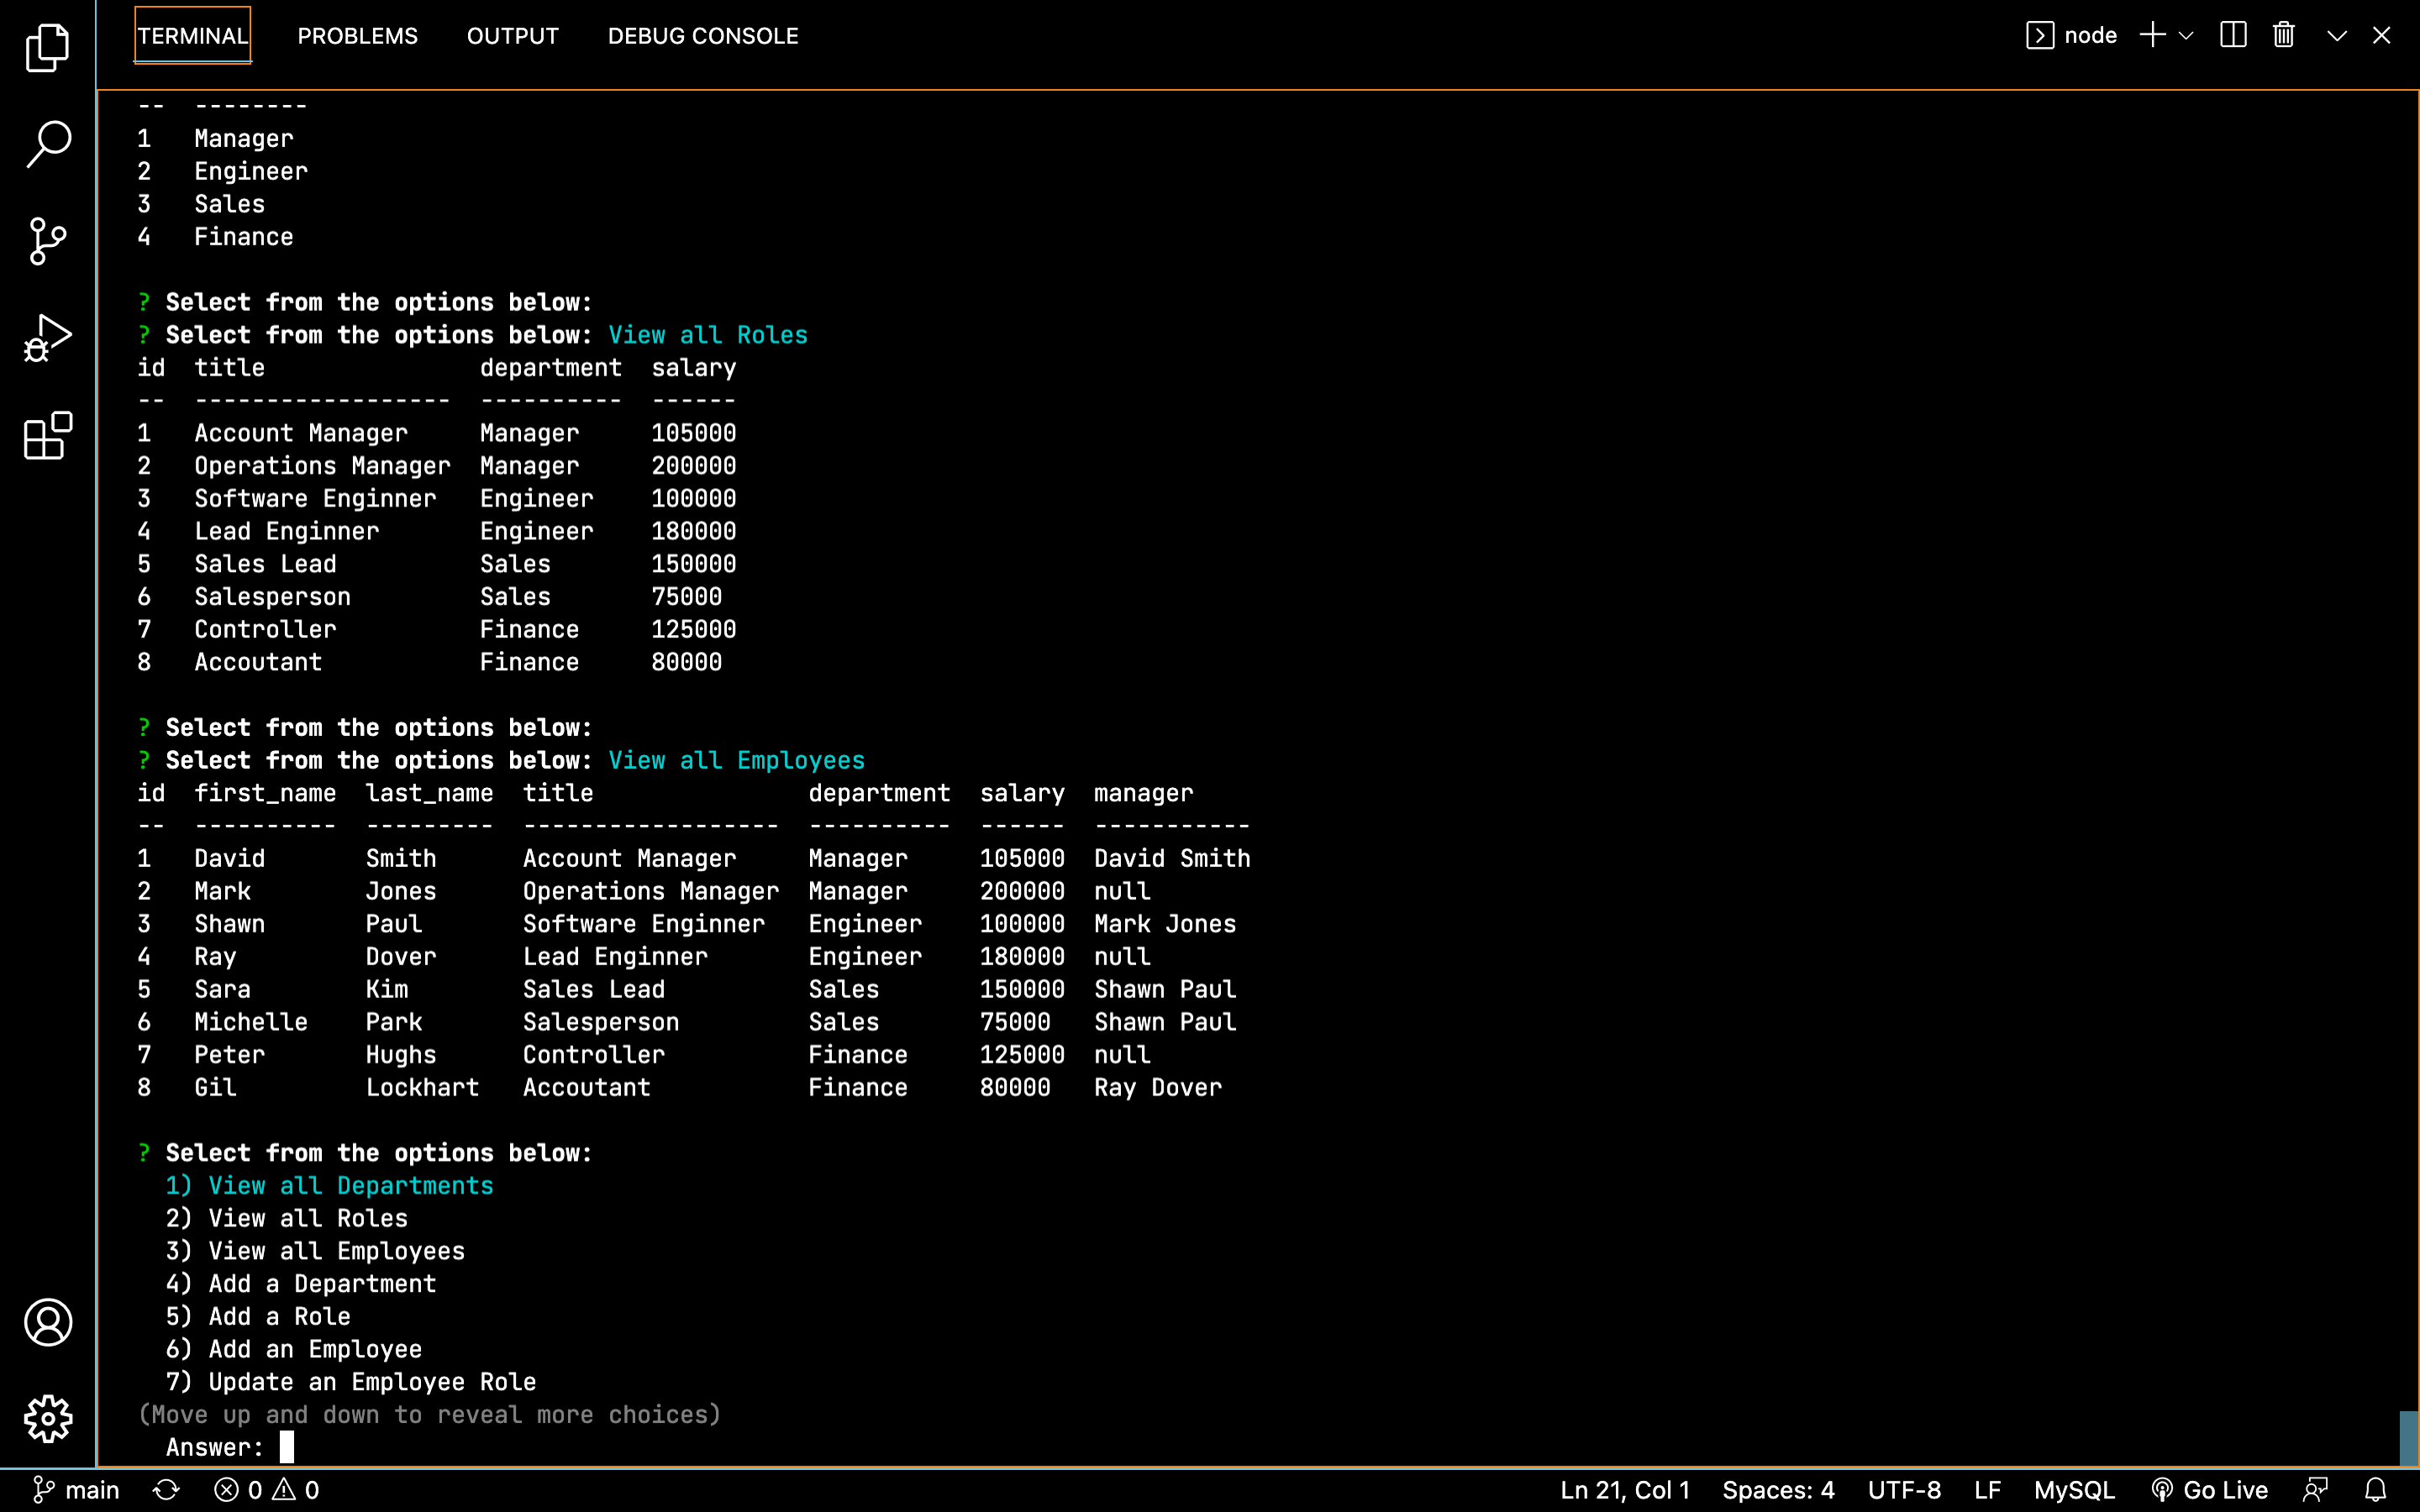 TERMINAL PROBLEMS OUTPUT DEBUG CONSOLE node
-- --------
1 Manager
2 Engineer
3 Sales
4 Finance
? Select from the options below:
? Select from the options below: View all Roles
id title department salary
-- ------------------ ---------- ------
1 Account Manager Manager 105000
2 Operations Manager Manager 200000
3 Software Enginner Engineer 100000
4 Lead Enginner Engineer 180000
5 Sales Lead Sales 150000
6 Salesperson Sales 75000
7 Controller Finance 125000
8 Accoutant Finance 80000
? Select from the options below:
? Select from the options below: View all Employees
id first_name last_name title department salary manager
-- ---------- --------- ------------------ ---------- ------ -----------
1 David Smith Account Manager Manager 105000 David Smith
2 Mark Jones Operations Manager Manager 200000 null
3 Shawn Paul Software Enginner Engineer 100000 Mark Jones
4 Ray Dover Lead Enginner Engineer 180000 null
5 Sara Kim Sales Lead Sales 150000 Shawn Paul
6 Michelle Park Salesperson Sales 75000 Shawn Paul
7 Peter Hughs Controller Finance 125000 null
8 Gil Lockhart Accoutant Finance 80000 Ray Dover
? Select from the options below:
1) View all Departments
2) View all Roles
3) View all Employees
4) Add a Department
5) Add a Role
6) Add an Employee
7) Update an Employee Role
(Move up and down to reveal more choices)
Answer:
main 0 0 Ln 21, Col 1 Spaces: 4 UTF-8 LF MySQL Go Live